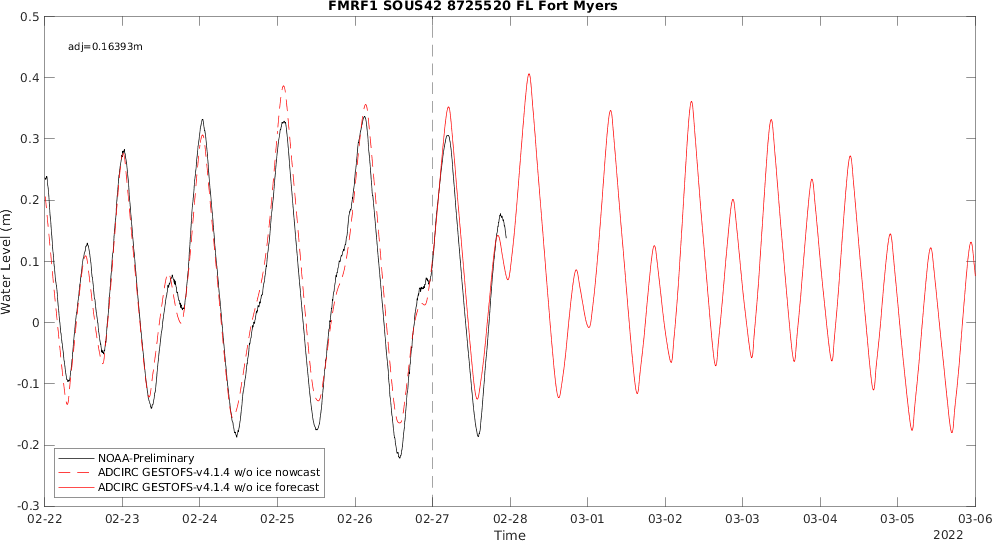 FMRF1 SOUS42 8725520 FL Fort Myers
adj=0.16393m
Water Level (m)
0.5
0.4
0.3
0.2
0.1
0
-0.1
-0.2
-0.3
NOAA-Preliminary
ADCIRC GESTOFS-v4.1.4 w/o ice nowcast
ADCIRC GESTOFS-v4.1.4 w/o ice forecast
02-22 02-23 02-24 02-25 02-26 02-27 02-28 03-01 03-02 03-03 03-04 03-05 03-06
Time
2022